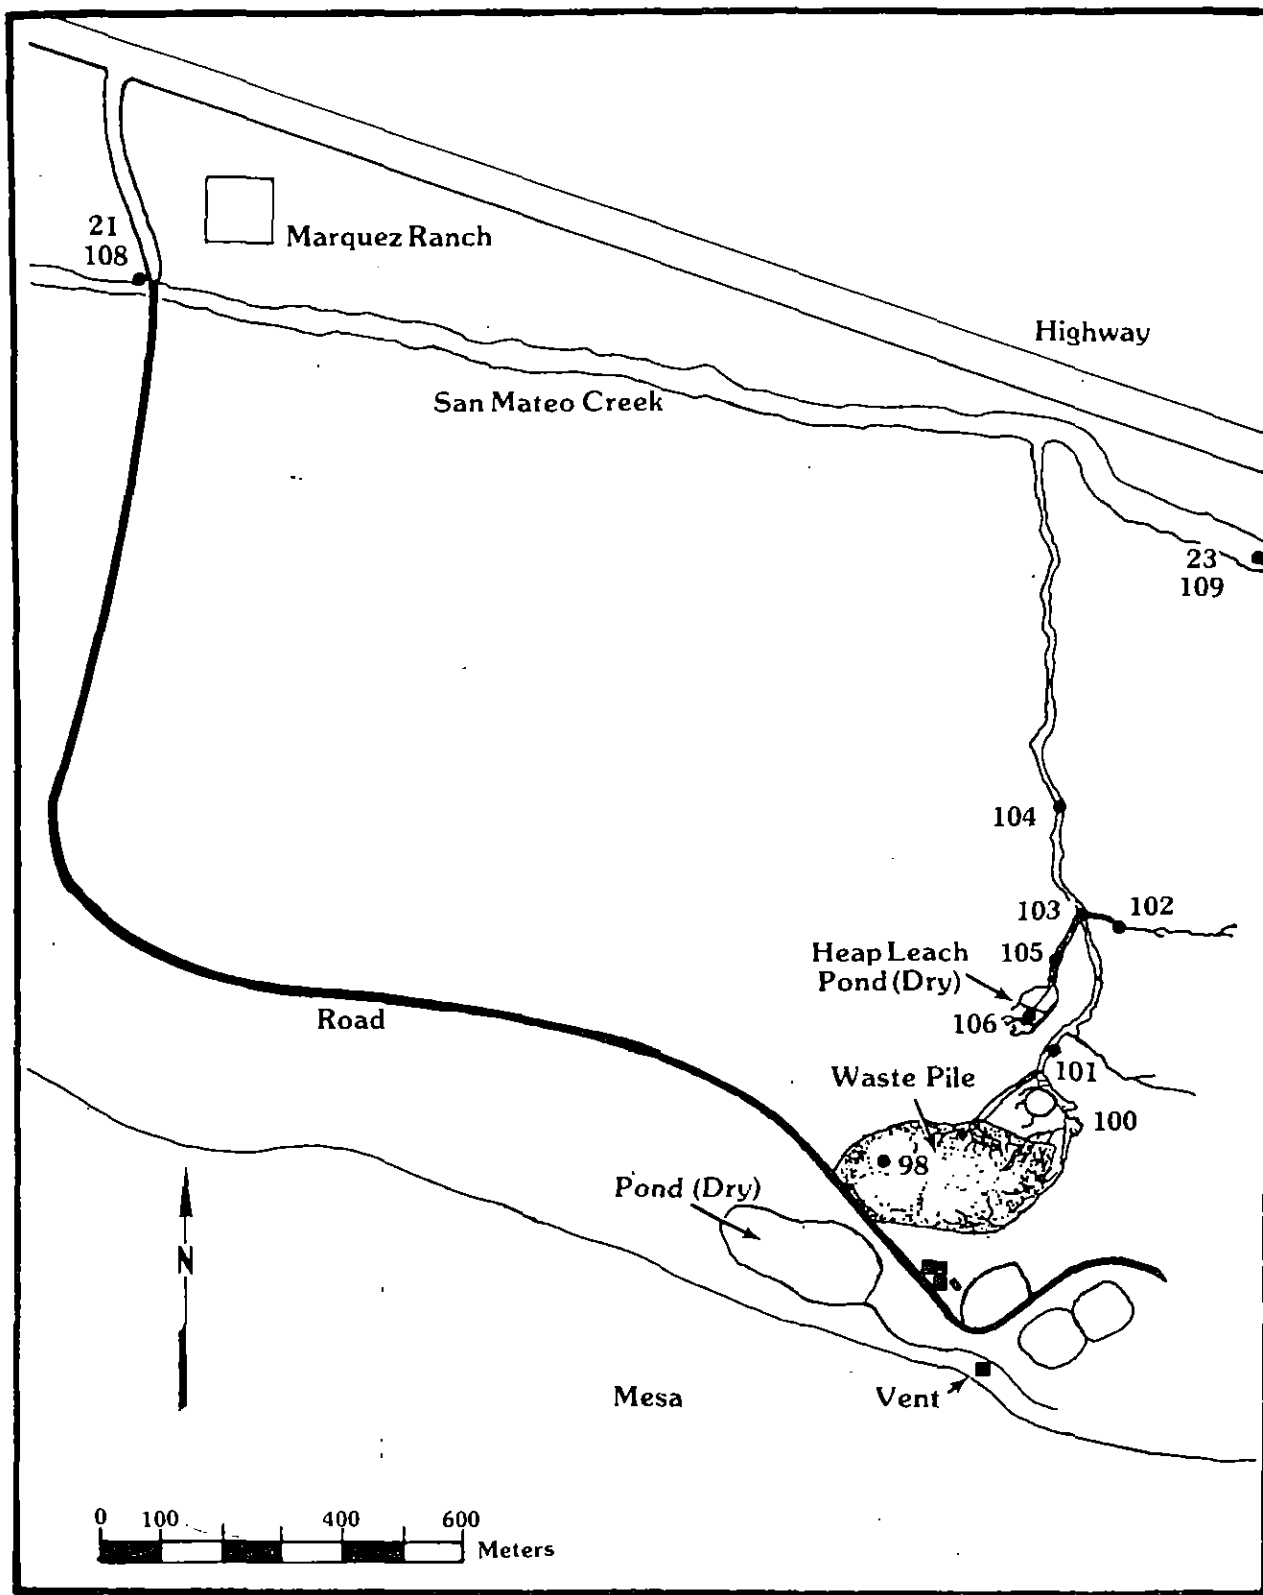 21
108
Marquez Ranch
Highway
San Mateo Creek
23
109
104
103
102
105
Heap Leach
Pond (Dry)
106
101
Waste Pile
100
98
Pond (Dry)
Road
N
Mesa
Vent
0 100 400 600
Meters